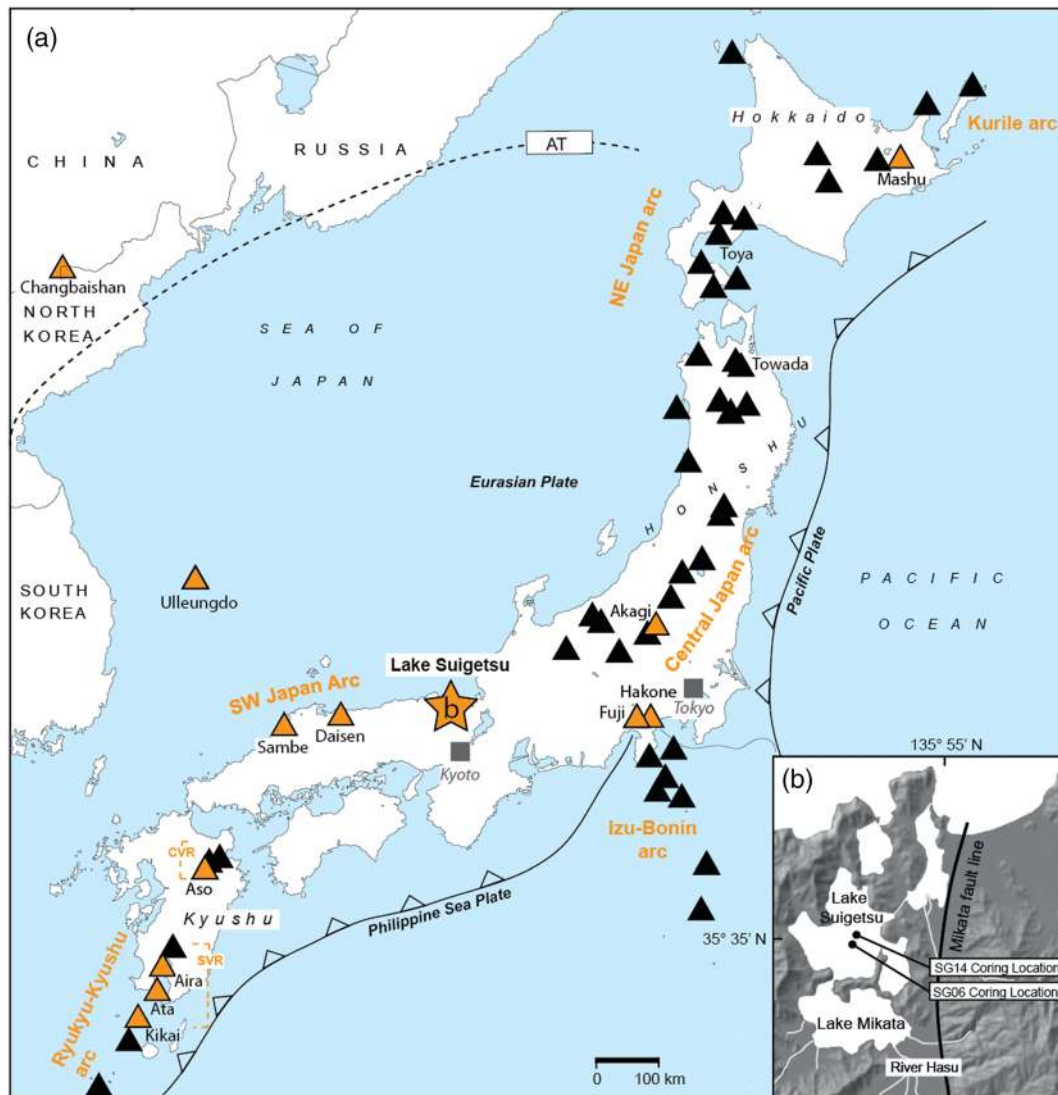 (a)
CHINA
RUSSIA
AT
Hokkaido
Kurile arc
Mashu
Changbaishan
NORTH
KOREA
NE Japan arc
Toya
SEA OF
JAPAN
Towada
Eurasian Plate
HONSHU
Pacific Plate
PACIFIC
OCEAN
SOUTH
KOREA
Ulleungdo
Akagi
Central Japan arc
Lake Suigetsu
b
SW Japan Arc
Sambe
Daisen
Kyoto
Hakone
Fuji
Tokyo
Izu-Bonin
arc
CVR
Aso
Kyushu
Philippine Sea Plate
SVR
Aira
Ata
Kikai
Ryukyu-Kyushu
arc
0 100 km
135° 55' N
(b)
Lake
Suigetsu
Mikata fault line
35° 35' N
SG14 Coring Location
SG06 Coring Location
Lake Mikata
River Hasu